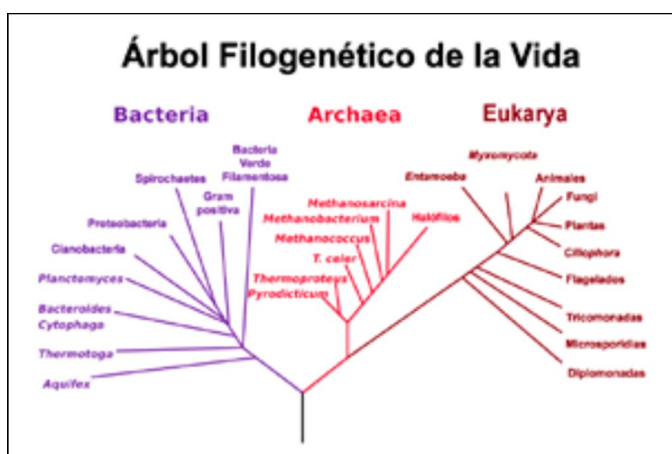 Árbol Filogenético de la Vida
Bacteria
Archaea
Eukarya
Spirochaetes
Gram
positiva
Bacteria
Verde
Filamentosa
Proteobacteria
Cianobacteria
Planctomyces
Bacteroides
Cytophaga
Thermotoga
Aquifex
Methanosarcina
Methanobacterium
Halófilos
Methanococcus
T. celer
Thermoproteus
Pyrodicticum
Entamoeba
Myxomycota
Animales
Fungi
Plantas
Ciliophora
Flagelados
Tricomonadas
Microsporidias
Diplomonadas